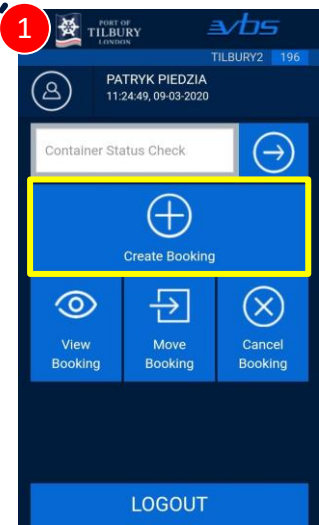 1
PORT OF
TILBURY
LONDON
vbs
TILBURY2 196
PATRYK PIEDZIA
11:24:49, 09-03-2020
Container Status Check
Create Booking
View
Booking
Move
Booking
Cancel
Booking
LOGOUT